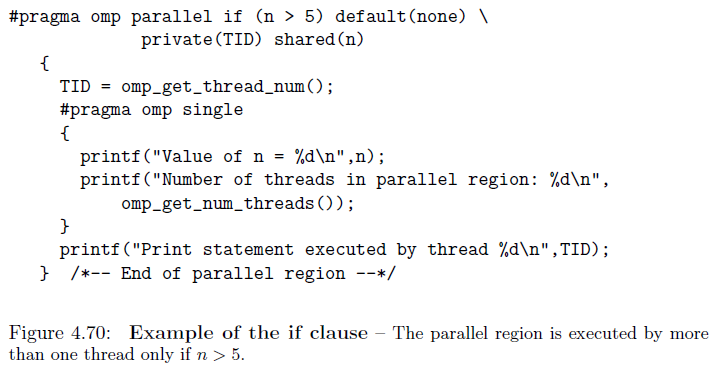 #pragma omp parallel if (n > 5) default(none) \
private(TID) shared(n)
{
TID = omp_get_thread_num();
#pragma omp single
{
printf("Value of n = %d\n",n);
printf("Number of threads in parallel region: %d\n",
omp_get_num_threads());
}
printf("Print statement executed by thread %d\n",TID);
} /*-- End of parallel region --*/
Figure 4.70: Example of the if clause – The parallel region is executed by more
than one thread only if n > 5.